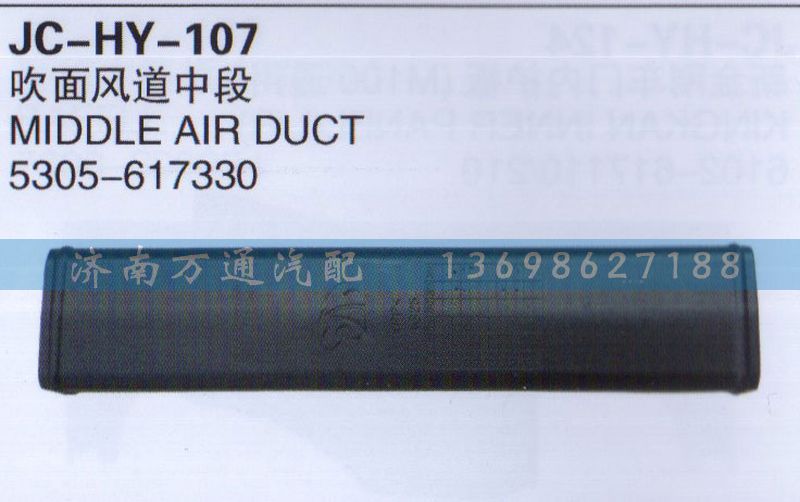 JC-HY-107
吹面风道中段
MIDDLE AIR DUCT
5305-617330
济南万通汽配 13698627188